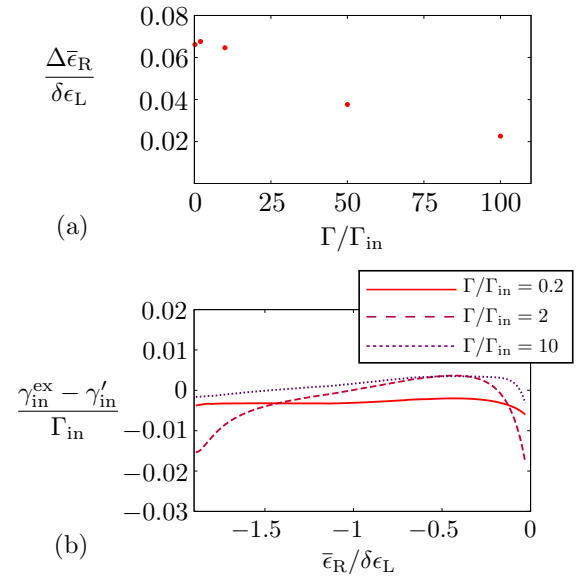 0.08
0.06
0.04
0.02
Δϵ̅_R / δϵ_L
0 25 50 75 100
Γ/Γ_in
(a)
Γ/Γ_in = 0.2
Γ/Γ_in = 2
Γ/Γ_in = 10
0.02
0.01
0
−0.01
−0.02
−0.03
γ_in^ex − γ′_in / Γ_in
−1.5 −1 −0.5 0
ϵ̅_R/δϵ_L
(b)